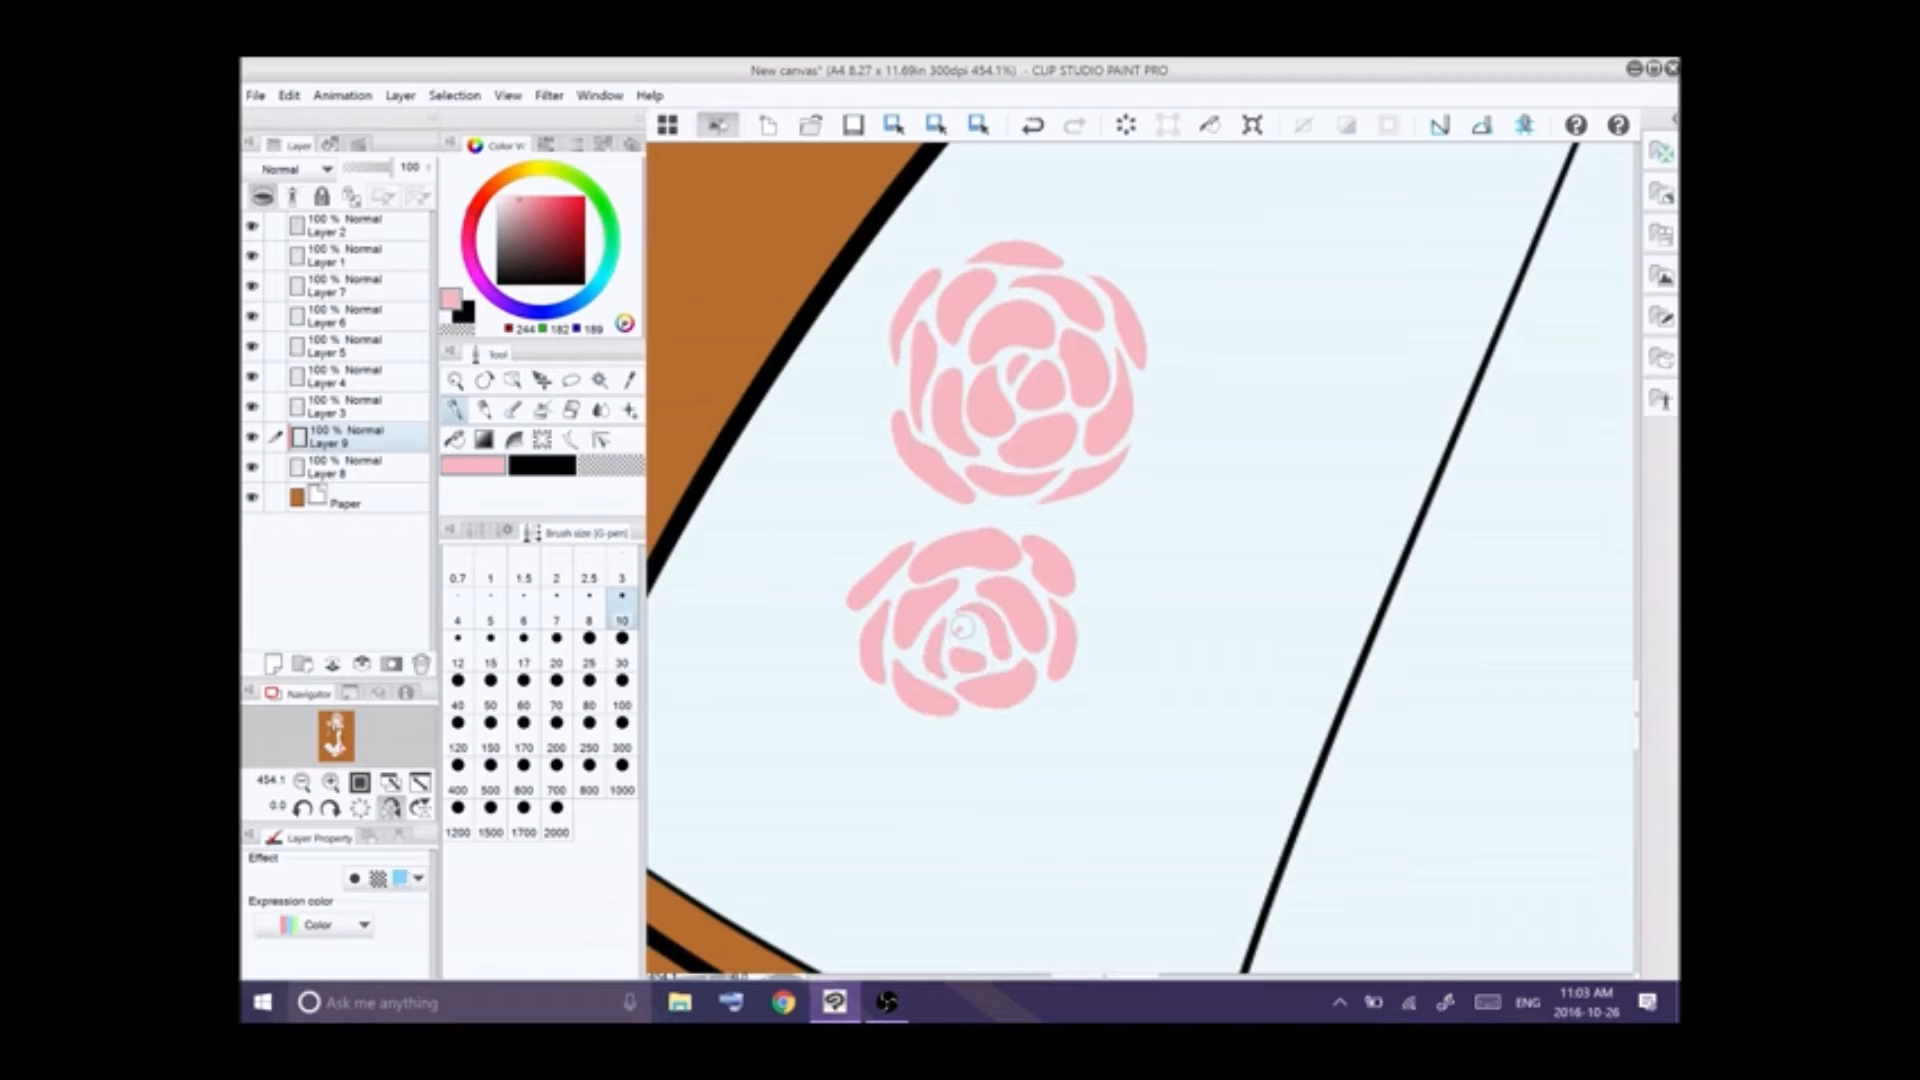 New canvas* (A4 8.27 x 11.69in 300dpi 454.1%) - CLIP STUDIO PAINT PRO
File Edit Animation Layer Selection View Filter Window Help
Layer
Color W
Normal 100
100 % Normal
Layer 2
100 % Normal
Layer 1
100 % Normal
Layer 7
100 % Normal
Layer 6
100 % Normal
Layer 5
100 % Normal
Layer 4
100 % Normal
Layer 3
100 % Normal
Layer 9
100 % Normal
Layer 8
Paper
244 182 189
Tool
Brush size [G-pen]
0.7 1 1.5 2 2.5 3
4 5 6 7 8 10
12 15 17 20 25 30
40 50 60 70 80 100
120 150 170 200 250 300
400 500 600 700 800 1000
1200 1500 1700 2000
Navigator
454.1
0.0
Layer Property
Effect
Expression color
Color
Ask me anything
ENG
11:03 AM
2016-10-26